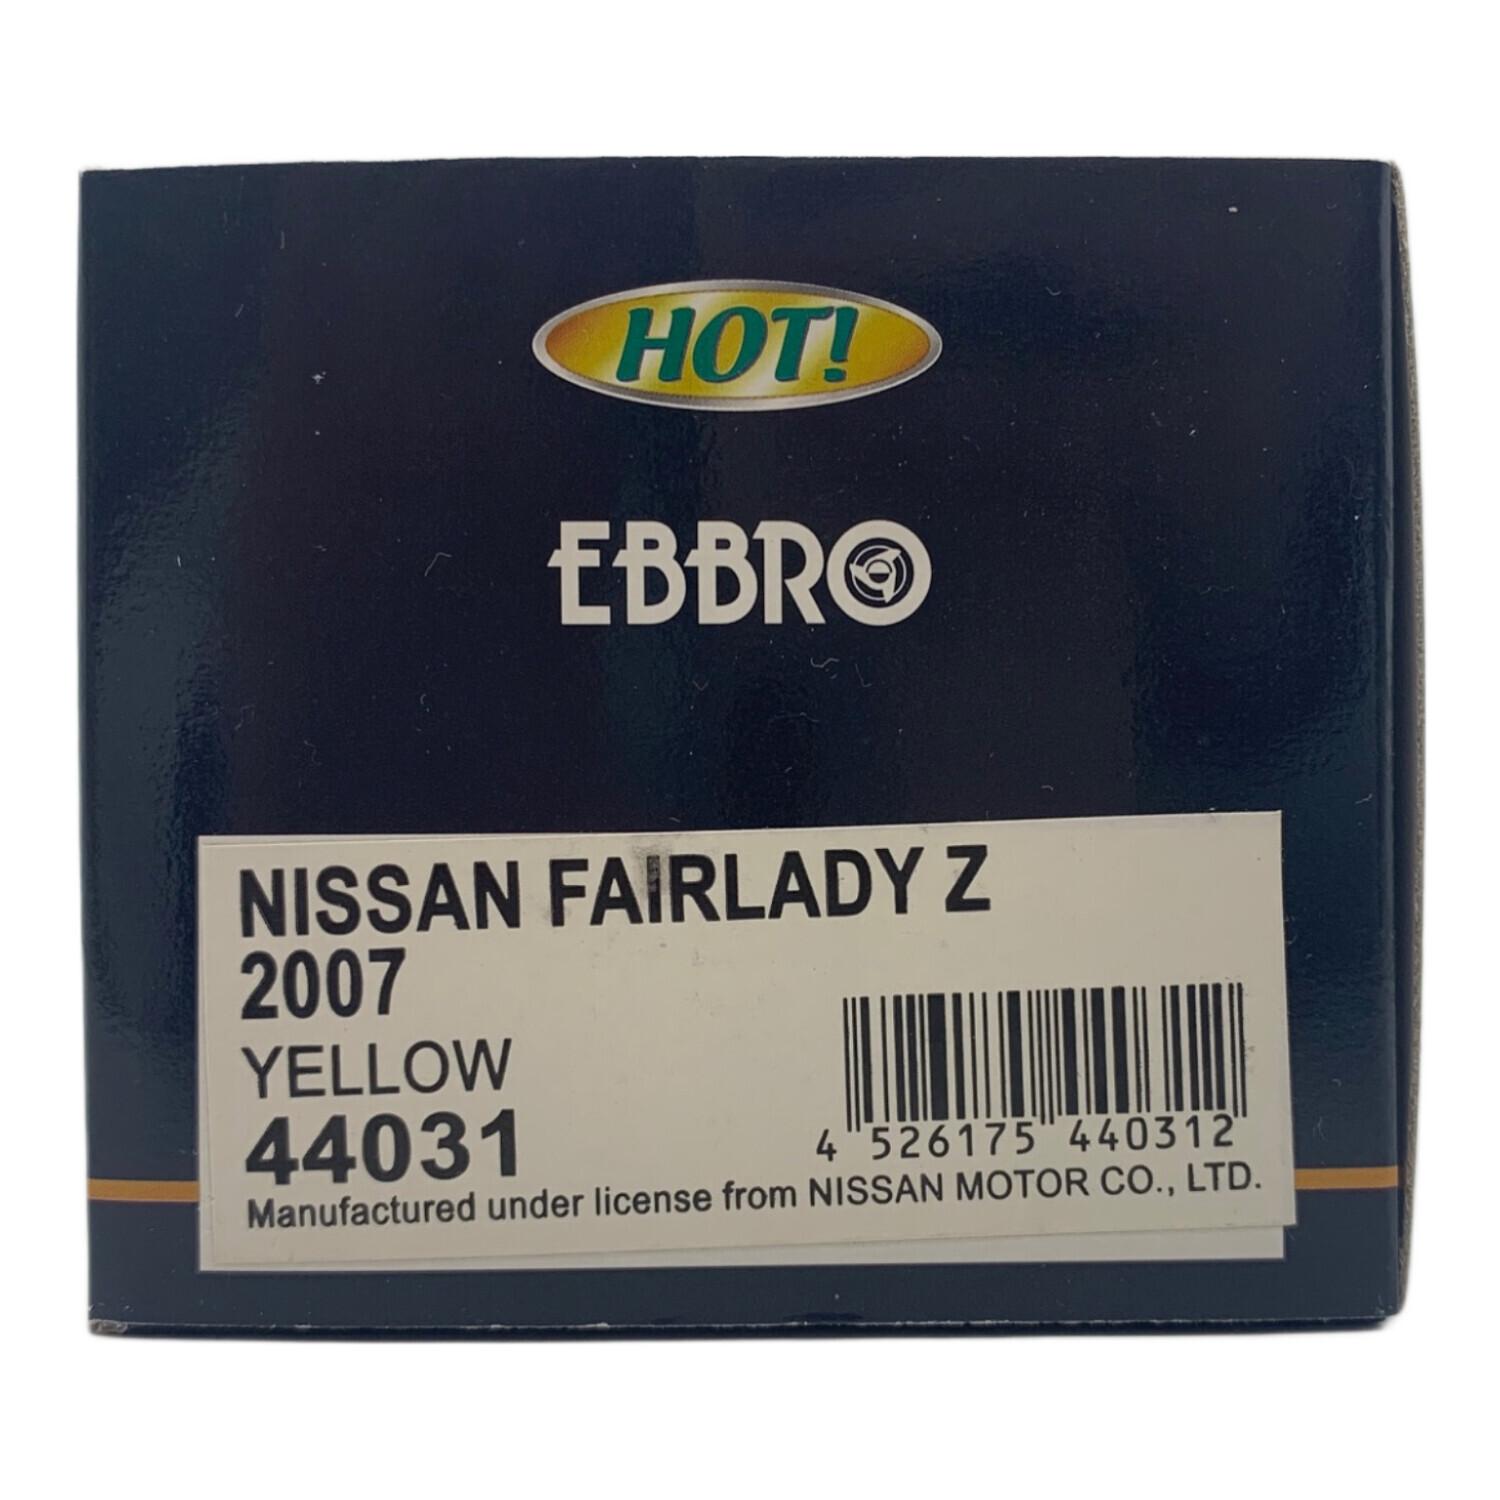 HOT!
EBBRO
NISSAN FAIRLADY Z
2007
YELLOW
44031
4 526175 440312
Manufactured under license from NISSAN MOTOR CO., LTD.